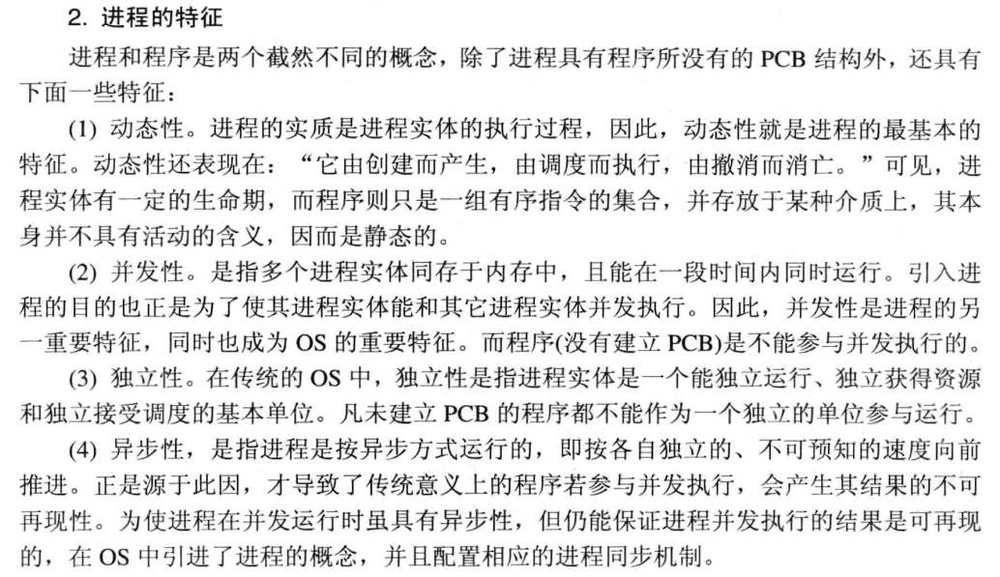 2. 进程的特征
进程和程序是两个截然不同的概念，除了进程具有程序所没有的 PCB 结构外，还具有
下面一些特征：
(1) 动态性。进程的实质是进程实体的执行过程，因此，动态性就是进程的最基本的
特征。动态性还表现在：“它由创建而产生，由调度而执行，由撤消而消亡。”可见，进
程实体有一定的生命期，而程序则只是一组有序指令的集合，并存放于某种介质上，其本
身并不具有活动的含义，因而是静态的。
(2) 并发性。是指多个进程实体同存于内存中，且能在一段时间内同时运行。引入进
程的目的也正是为了使其进程实体能和其它进程实体并发执行。因此，并发性是进程的另
一重要特征，同时也成为 OS 的重要特征。而程序(没有建立 PCB)是不能参与并发执行的。
(3) 独立性。在传统的 OS 中，独立性是指进程实体是一个能独立运行、独立获得资源
和独立接受调度的基本单位。凡未建立 PCB 的程序都不能作为一个独立的单位参与运行。
(4) 异步性，是指进程是按异步方式运行的，即按各自独立的、不可预知的速度向前
推进。正是源于此因，才导致了传统意义上的程序若参与并发执行，会产生其结果的不可
再现性。为使进程在并发运行时虽具有异步性，但仍能保证进程并发执行的结果是可再现
的，在 OS 中引进了进程的概念，并且配置相应的进程同步机制。